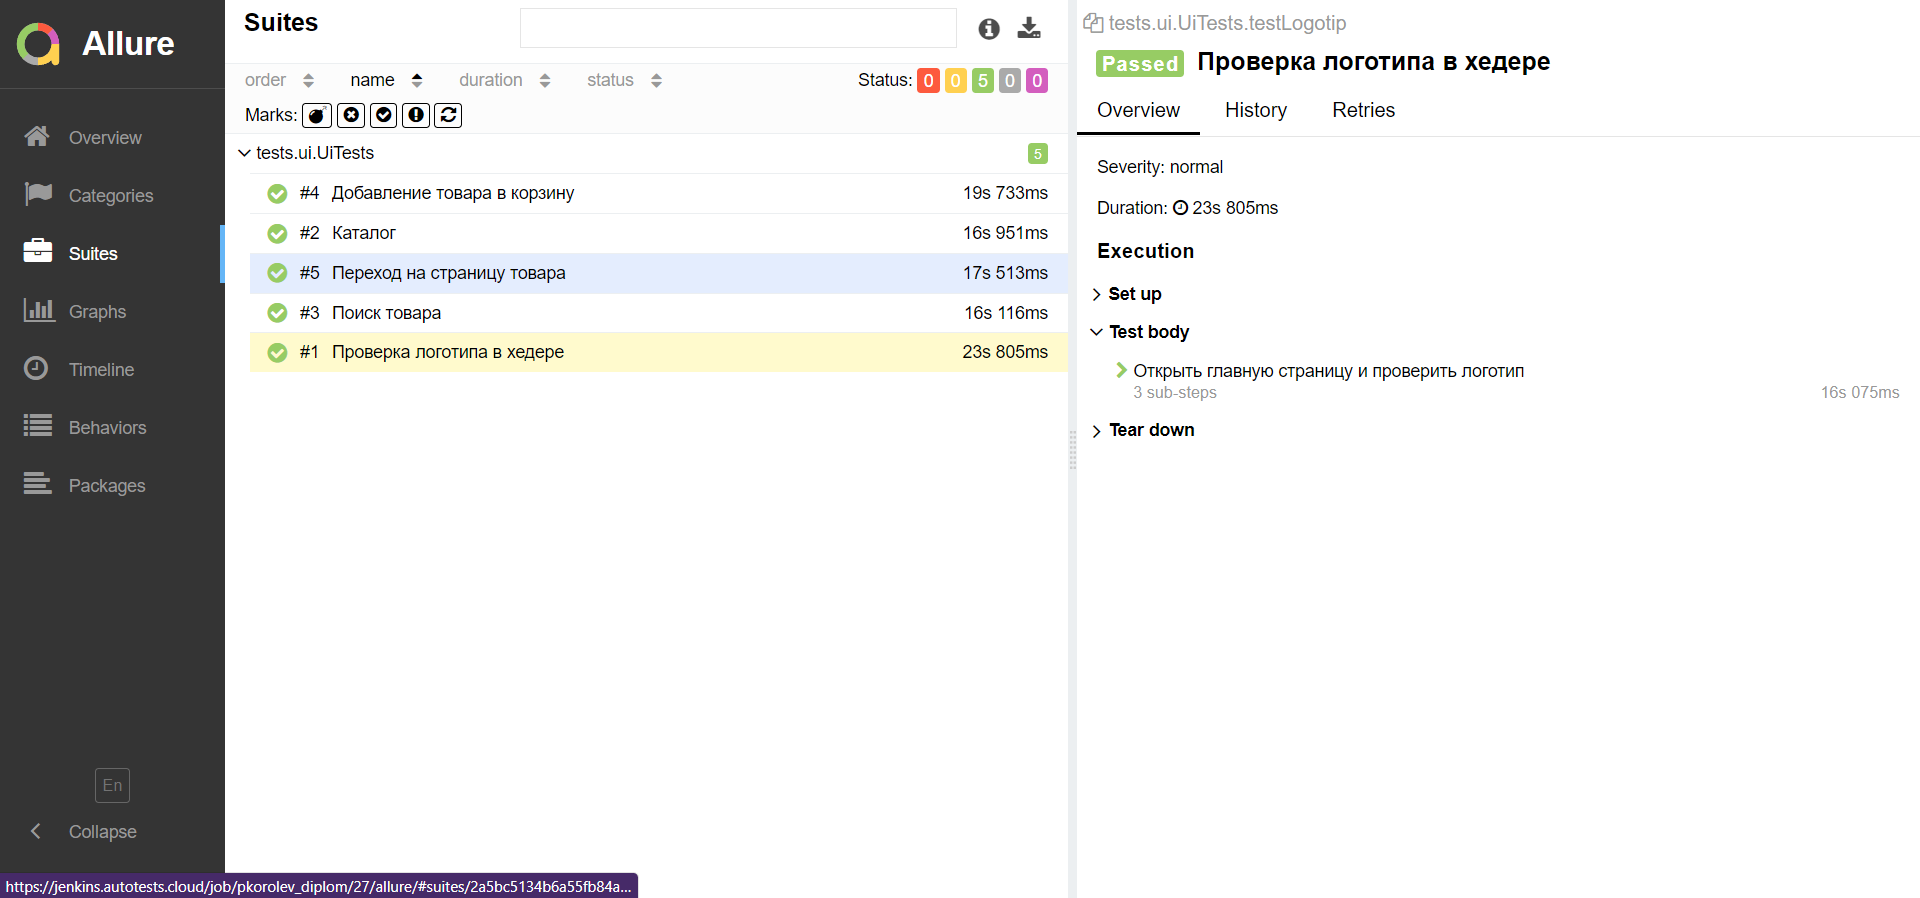 Allure
Overview
Categories
Suites
Graphs
Timeline
Behaviors
Packages
En
Collapse
Suites
order name duration status Status: 0 0 5 0 0
Marks:
tests.ui.UiTests 5
#4 Добавление товара в корзину 19s 733ms
#2 Каталог 16s 951ms
#5 Переход на страницу товара 17s 513ms
#3 Поиск товара 16s 116ms
#1 Проверка логотипа в хедере 23s 805ms
tests.ui.UiTests.testLogotip
Passed Проверка логотипа в хедере
Overview History Retries
Severity: normal
Duration: 23s 805ms
Execution
Set up
Test body
Открыть главную страницу и проверить логотип
3 sub-steps 16s 075ms
Tear down
https://jenkins.autotests.cloud/job/pkorolev_diplom/27/allure/#suites/2a5bc5134b6a55fb84a...